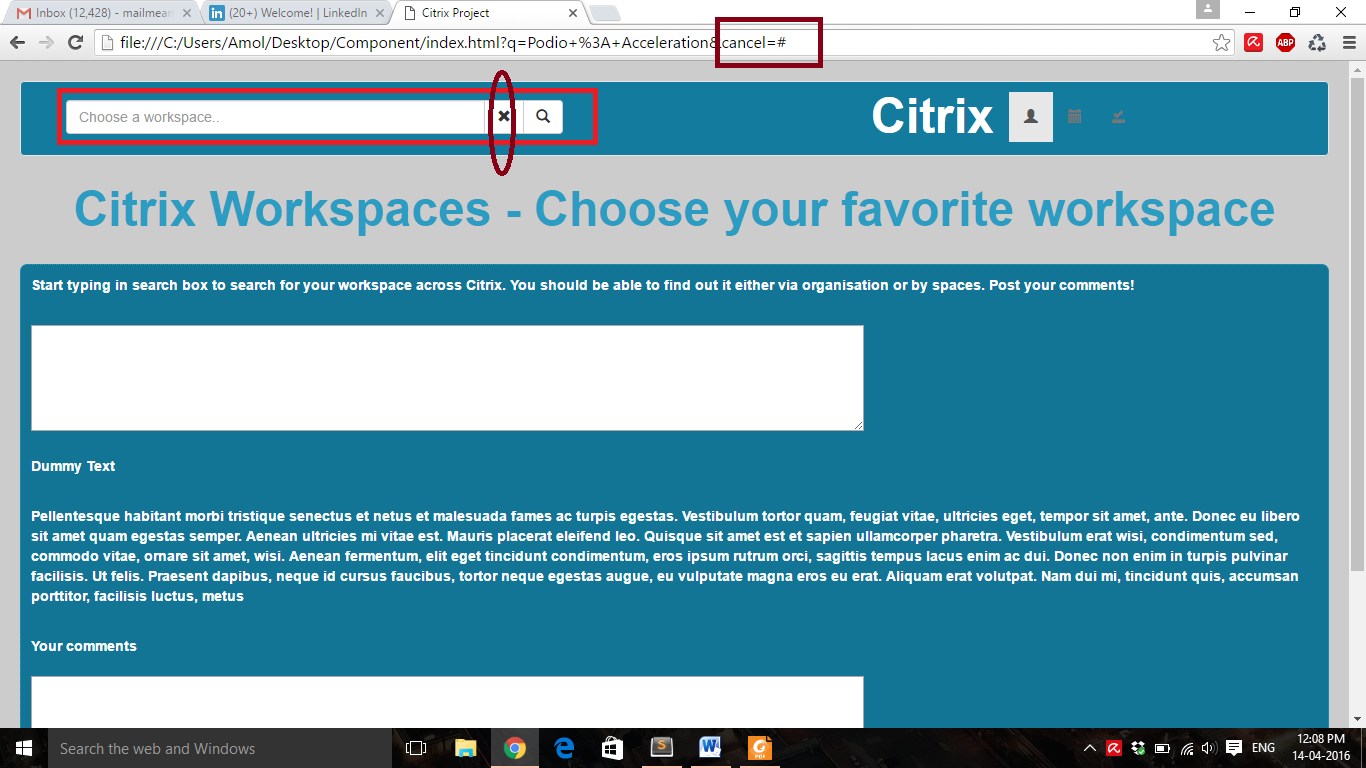 Inbox (12,428) - mailmean
(20+) Welcome! | LinkedIn
Citrix Project
file:///C:/Users/Amol/Desktop/Component/index.html?q=Podio+%3A+Acceleration&cancel=#
ABP
Choose a workspace..
Citrix
Citrix Workspaces - Choose your favorite workspace
Start typing in search box to search for your workspace across Citrix. You should be able to find out it either via organisation or by spaces. Post your comments!
Dummy Text
Pellentesque habitant morbi tristique senectus et netus et malesuada fames ac turpis egestas. Vestibulum tortor quam, feugiat vitae, ultricies eget, tempor sit amet, ante. Donec eu libero
sit amet quam egestas semper. Aenean ultricies mi vitae est. Mauris placerat eleifend leo. Quisque sit amet est et sapien ullamcorper pharetra. Vestibulum erat wisi, condimentum sed,
commodo vitae, ornare sit amet, wisi. Aenean fermentum, elit eget tincidunt condimentum, eros ipsum rutrum orci, sagittis tempus lacus enim ac dui. Donec non enim in turpis pulvinar
facilisis. Ut felis. Praesent dapibus, neque id cursus faucibus, tortor neque egestas augue, eu vulputate magna eros eu erat. Aliquam erat volutpat. Nam dui mi, tincidunt quis, accumsan
porttitor, facilisis luctus, metus
Your comments
Search the web and Windows
PDF
ENG
12:08 PM
14-04-2016